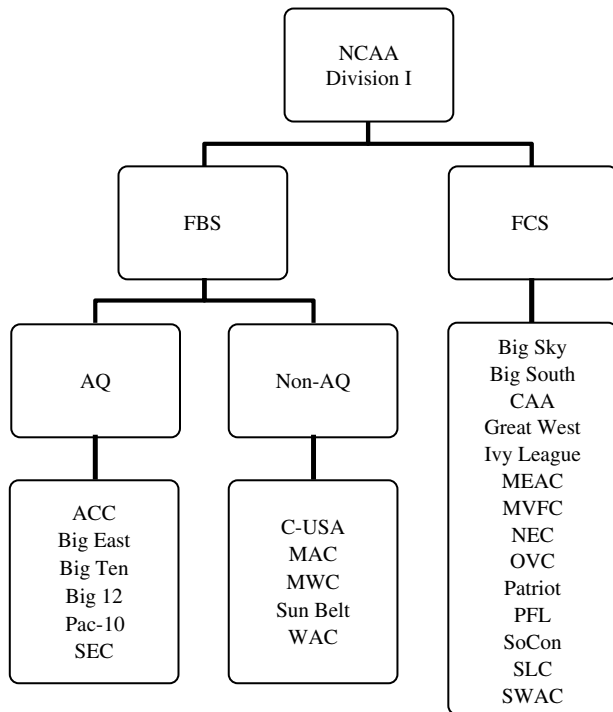 NCAA
Division I
FBS
FCS
AQ
Non-AQ
ACC
Big East
Big Ten
Big 12
Pac-10
SEC
C-USA
MAC
MWC
Sun Belt
WAC
Big Sky
Big South
CAA
Great West
Ivy League
MEAC
MVFC
NEC
OVC
Patriot
PFL
SoCon
SLC
SWAC